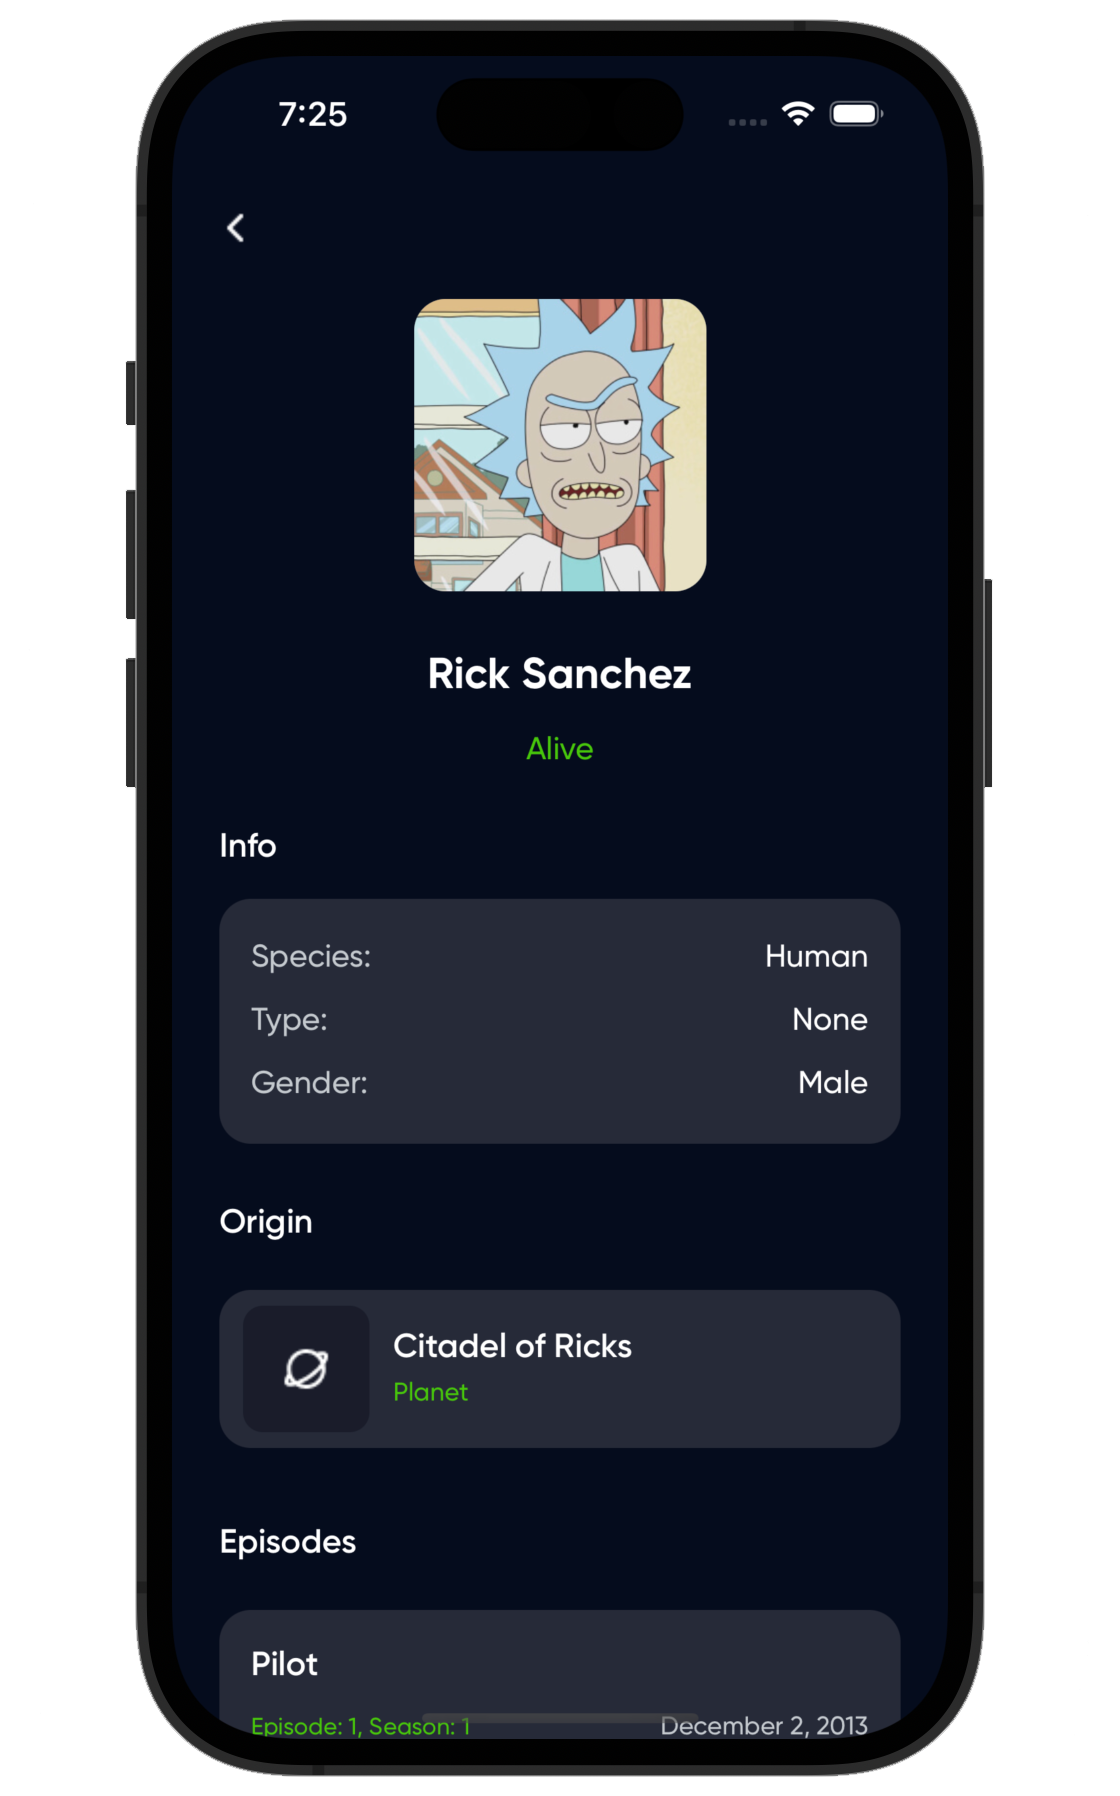 7:25
Rick Sanchez
Alive
Info
Species: Human
Type: None
Gender: Male
Origin
Citadel of Ricks
Planet
Episodes
Pilot
Episode: 1, Season: 1 December 2, 2013